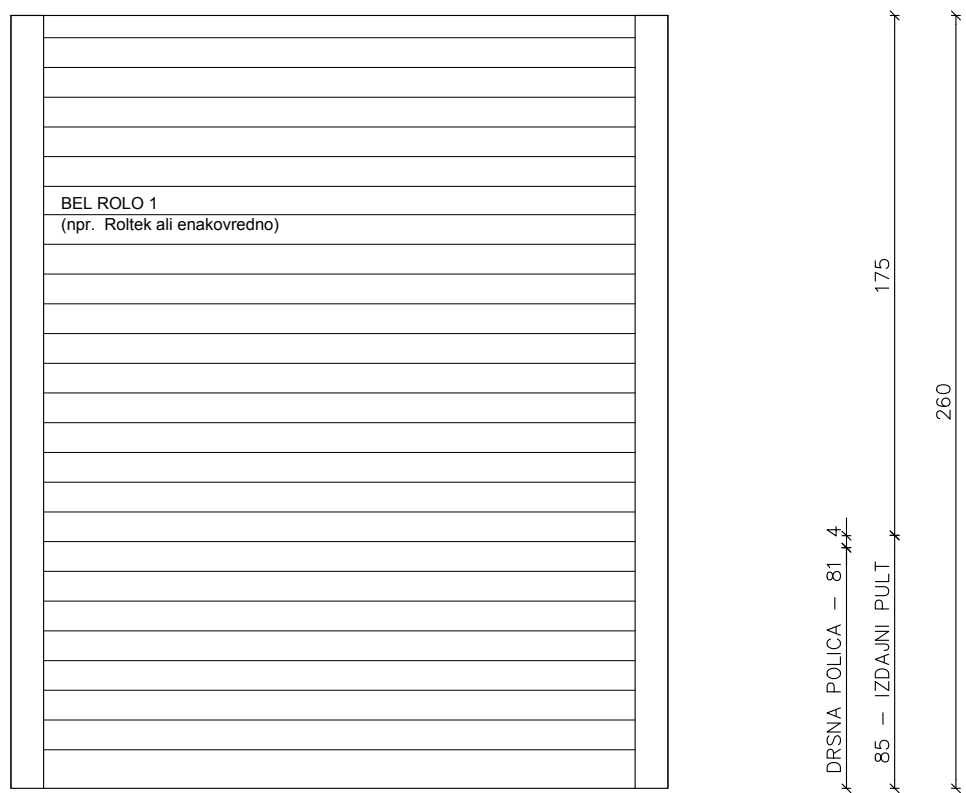 BEL ROLO 1
(npr. Roltek ali enakovredno)
175
260
4
DRSNA POLICA – 81
85 – IZDAJNI PULT